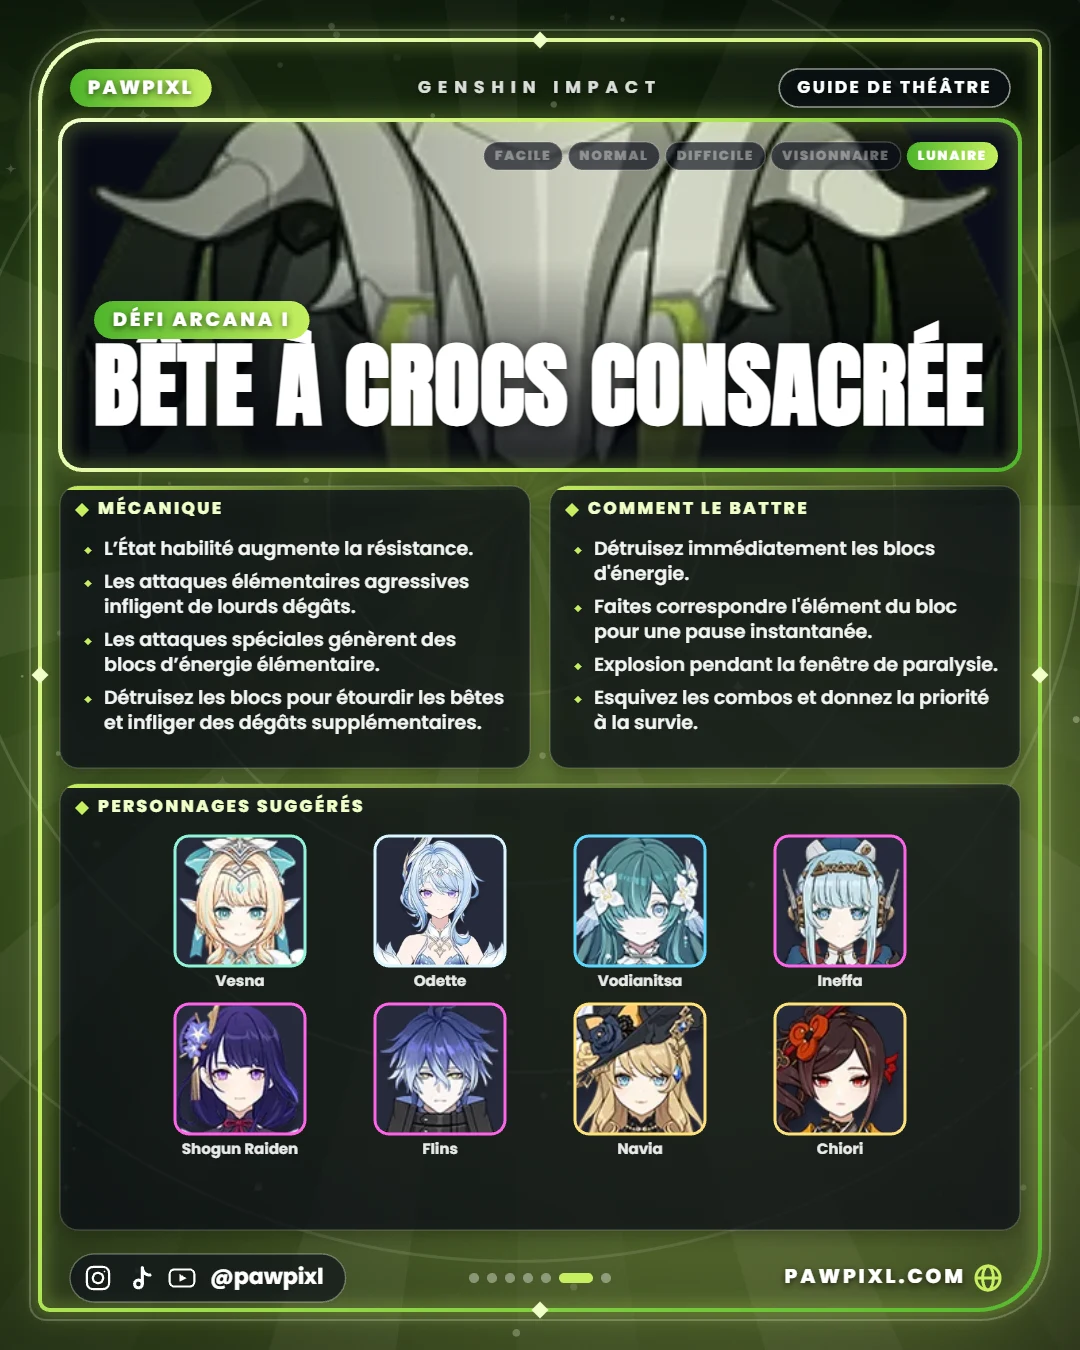 PAWPIXL
GENSHIN IMPACT
GUIDE DE THÉÂTRE
FACILE
NORMAL
DIFFICILE
VISIONNAIRE
LUNAIRE
DÉFI ARCANA I
BÊTE À CROCS CONSACRÉE
MÉCANIQUE
L’État habilité augmente la résistance.
Les attaques élémentaires agressives
infligent de lourds dégâts.
Les attaques spéciales génèrent des
blocs d’énergie élémentaire.
Détruisez les blocs pour étourdir les bêtes
et infliger des dégâts supplémentaires.
COMMENT LE BATTRE
Détruisez immédiatement les blocs
d'énergie.
Faites correspondre l'élément du bloc
pour une pause instantanée.
Explosion pendant la fenêtre de paralysie.
Esquivez les combos et donnez la priorité
à la survie.
PERSONNAGES SUGGÉRÉS
Vesna
Odette
Vodianitsa
Ineffa
Shogun Raiden
Flins
Navia
Chiori
@pawpixl
PAWPIXL.COM